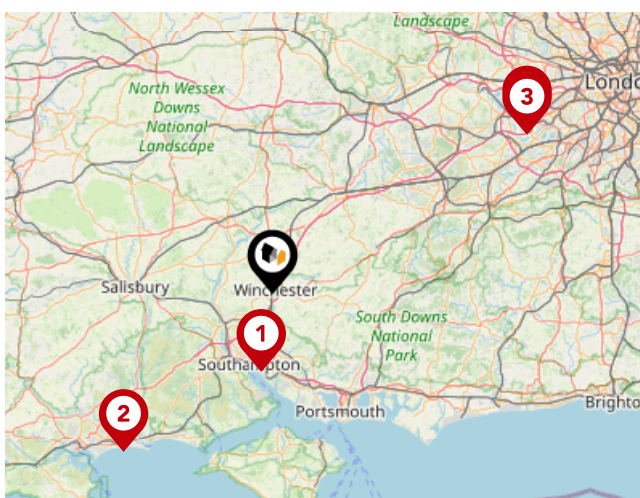 Landscape
Londo
3
North Wessex
Downs
National
Landscape
Salisbury
Winchester
1
South Downs
National
Park
Southampton
2
Portsmouth
Brighto